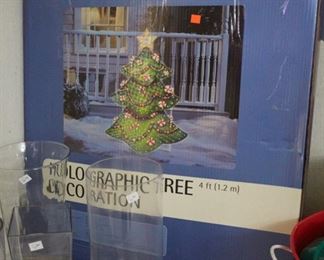 HOLOGRAPHIC TREE 4 ft (1.2 m)
DECORATION